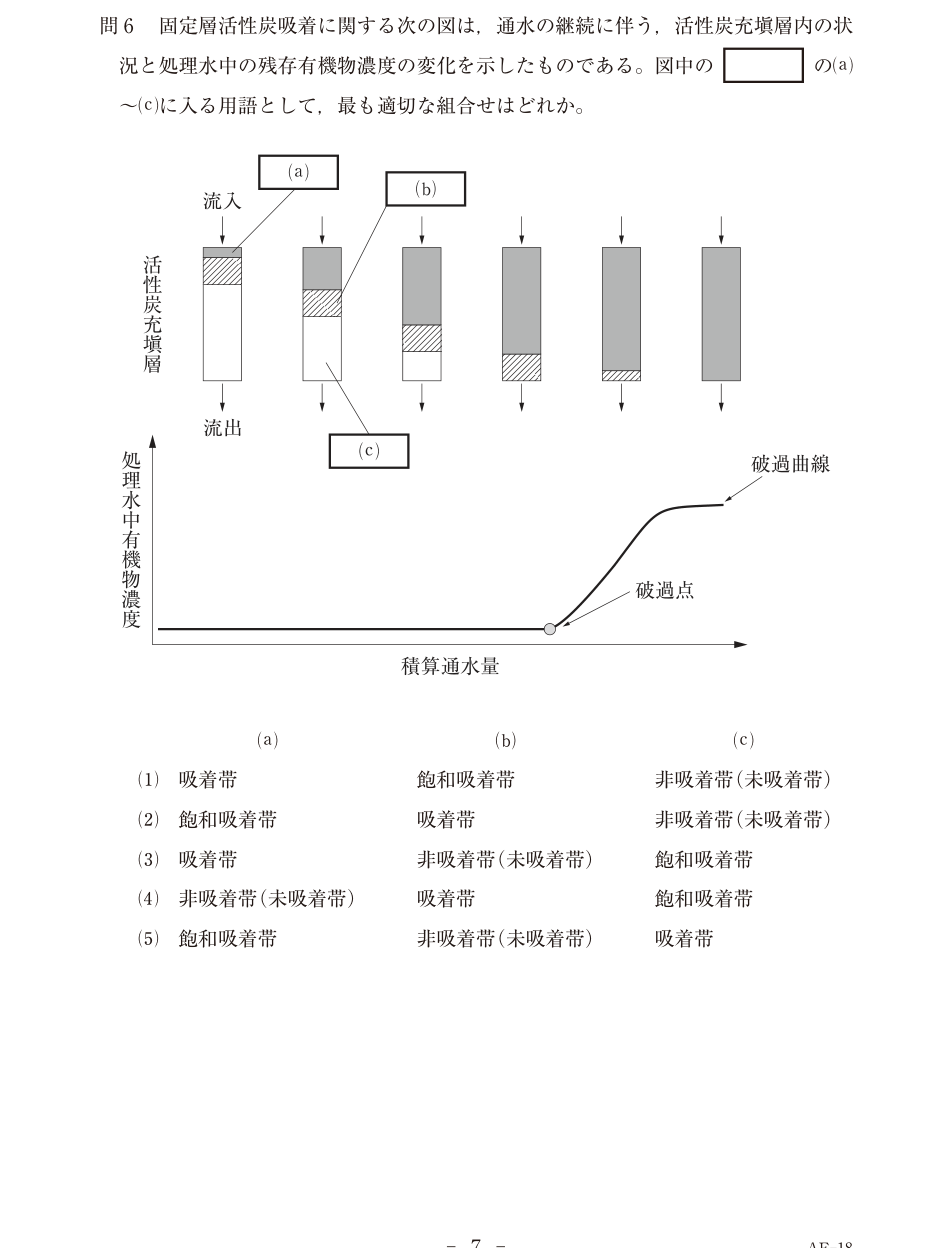 問6 固定層活性炭吸着に関する次の図は，通水の継続に伴う，活性炭充塡層内の状
況と処理水中の残存有機物濃度の変化を示したものである。図中の の(a)
～(c)に入る用語として，最も適切な組合せはどれか。
(a)
(b)
流入
活性炭充塡層
流出
(c)
処理水中有機物濃度
破過曲線
破過点
積算通水量
(a) (b) (c)
(1) 吸着帯 飽和吸着帯 非吸着帯(未吸着帯)
(2) 飽和吸着帯 吸着帯 非吸着帯(未吸着帯)
(3) 吸着帯 非吸着帯(未吸着帯) 飽和吸着帯
(4) 非吸着帯(未吸着帯) 吸着帯 飽和吸着帯
(5) 飽和吸着帯 非吸着帯(未吸着帯) 吸着帯
－ 7 －
AE-18